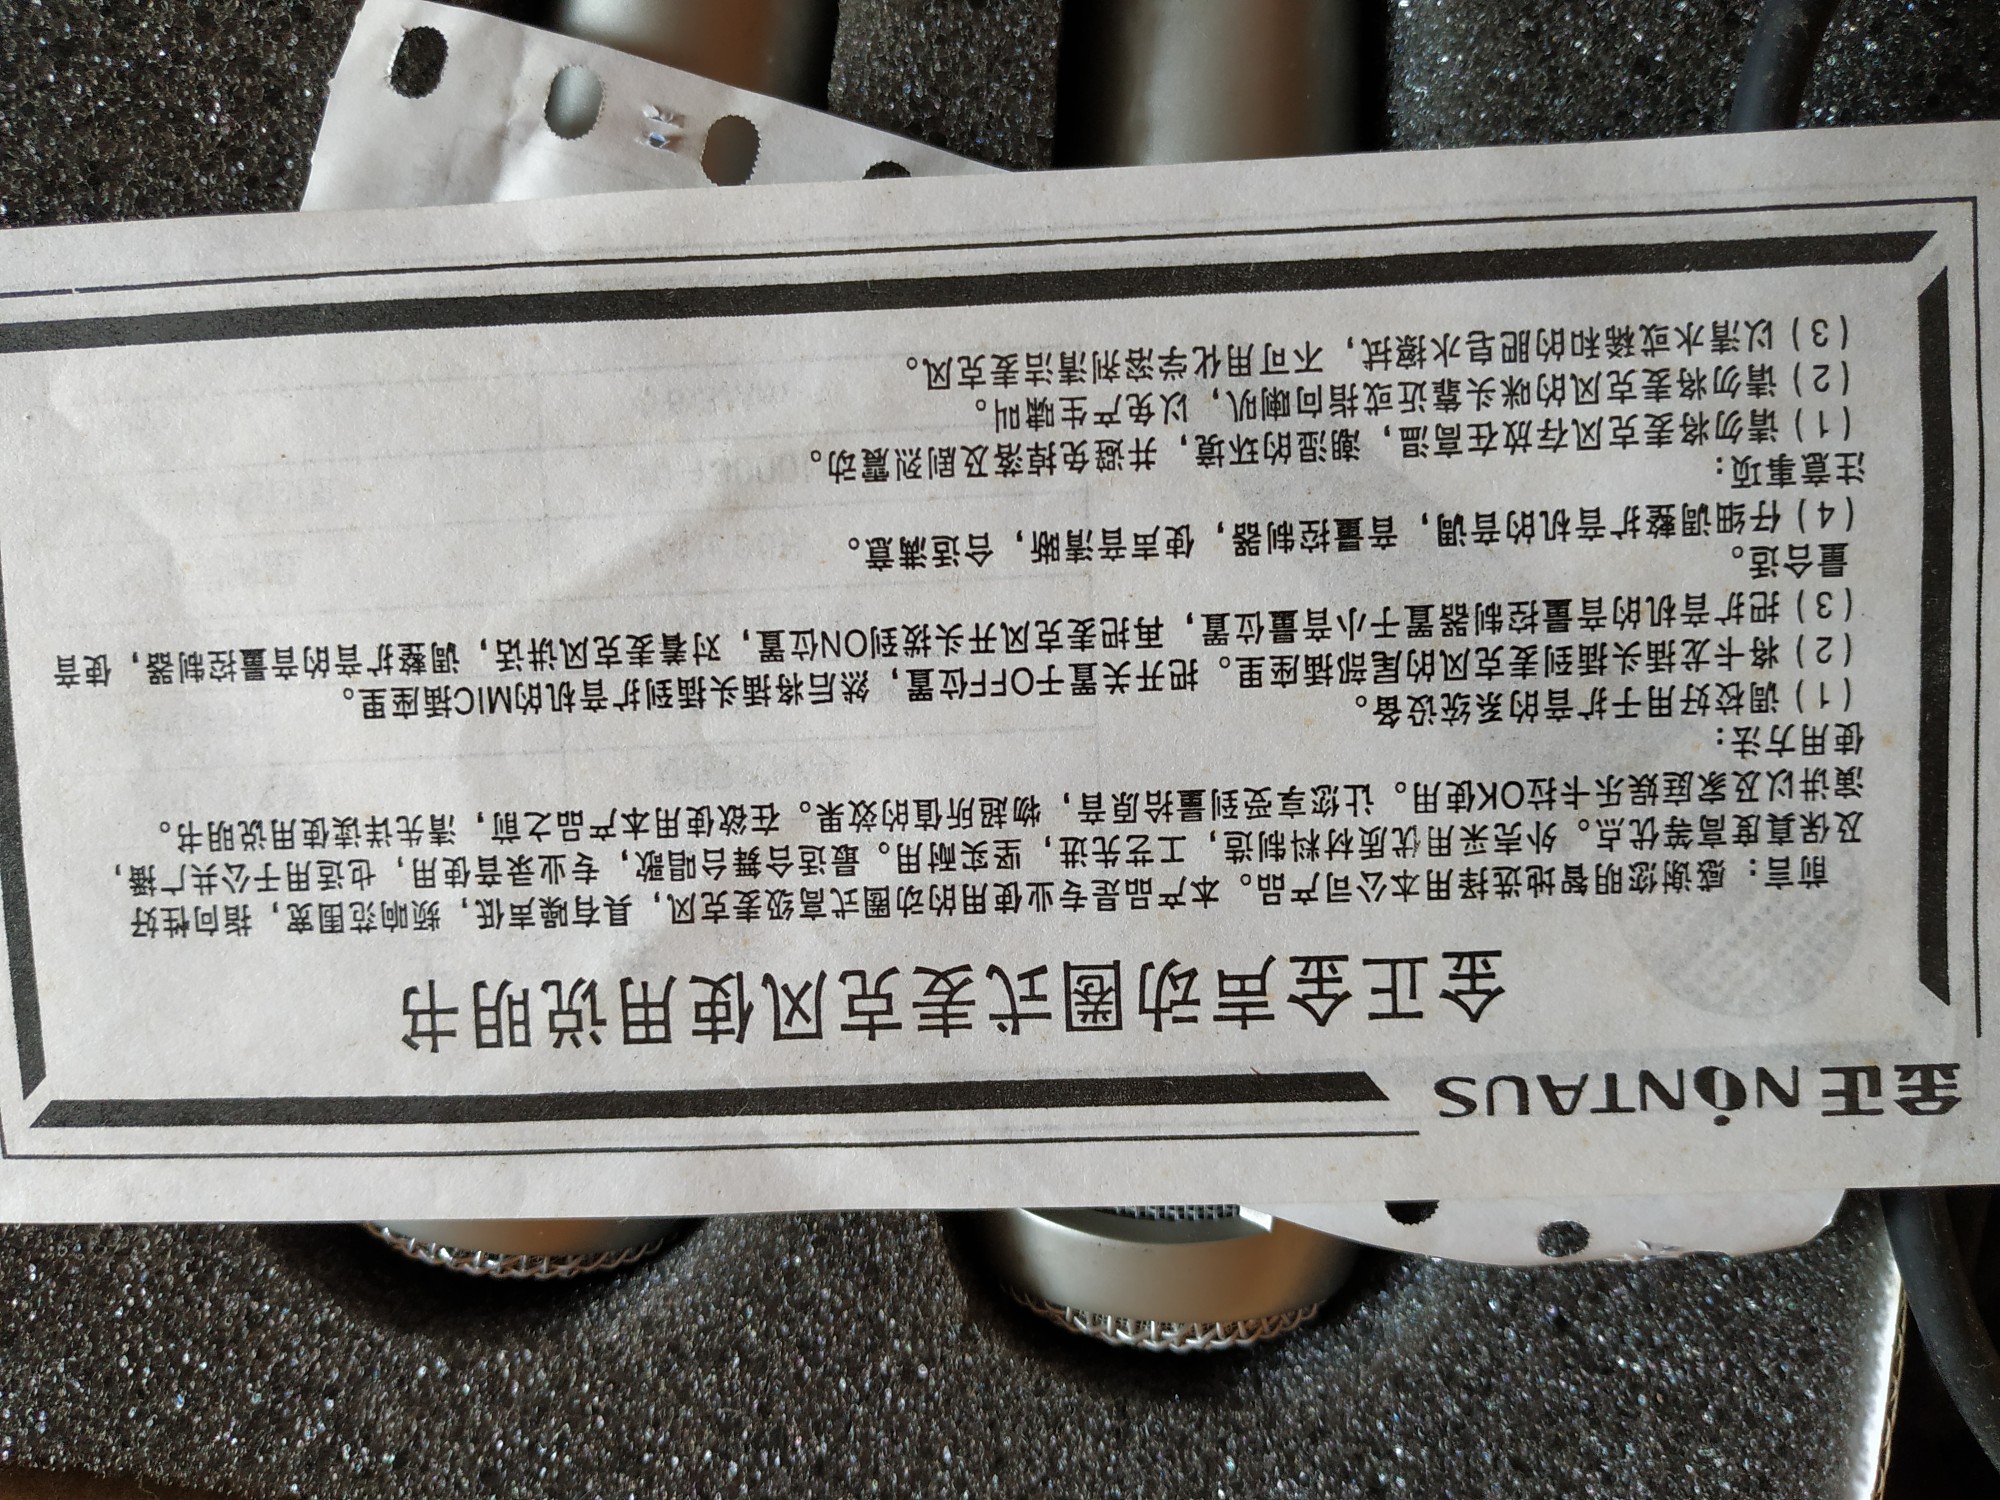 金正NONTAUS
金正金声动圈式麦克风使用说明书
前言：感谢您明智地选择用本公司产品。本产品是专业使用的动圈式高级麦克风，具有噪声低，频响范围宽，指向性好
及保真度高等优点。外壳采用优质材料制造，工艺先进，坚实耐用。最适合舞台唱歌，专业录音使用，也适用于公共广播，
演讲以及家庭娱乐卡拉OK使用。让您享受到量拾原音，物超所值的效果。在欲使用本产品之前，请先详读使用说明书。
使用方法：
（1）调校好用于扩音的系统设备。
（2）将卡龙插头插到麦克风的尾部插座里。把开关置于OFF位置，然后将插头插到扩音机的MIC插座里。
（3）把扩音机的音量控制器置于小音量位置，再把麦克风开头拨到ON位置，对着麦克风讲话，调整扩音的音量控制器，使音
量合适。
（4）仔细调整扩音机的音调，音量控制器，使声音清晰，合适满意。
注意事项：
（1）请勿将麦克风存放在高温，潮湿的环境，并避免掉落及剧烈震动。
（2）请勿将麦克风的咪头靠近或指向喇叭，以免产生啸叫。
（3）以清水或稀和的肥皂水擦拭，不可用化学溶剂清洁麦克风。